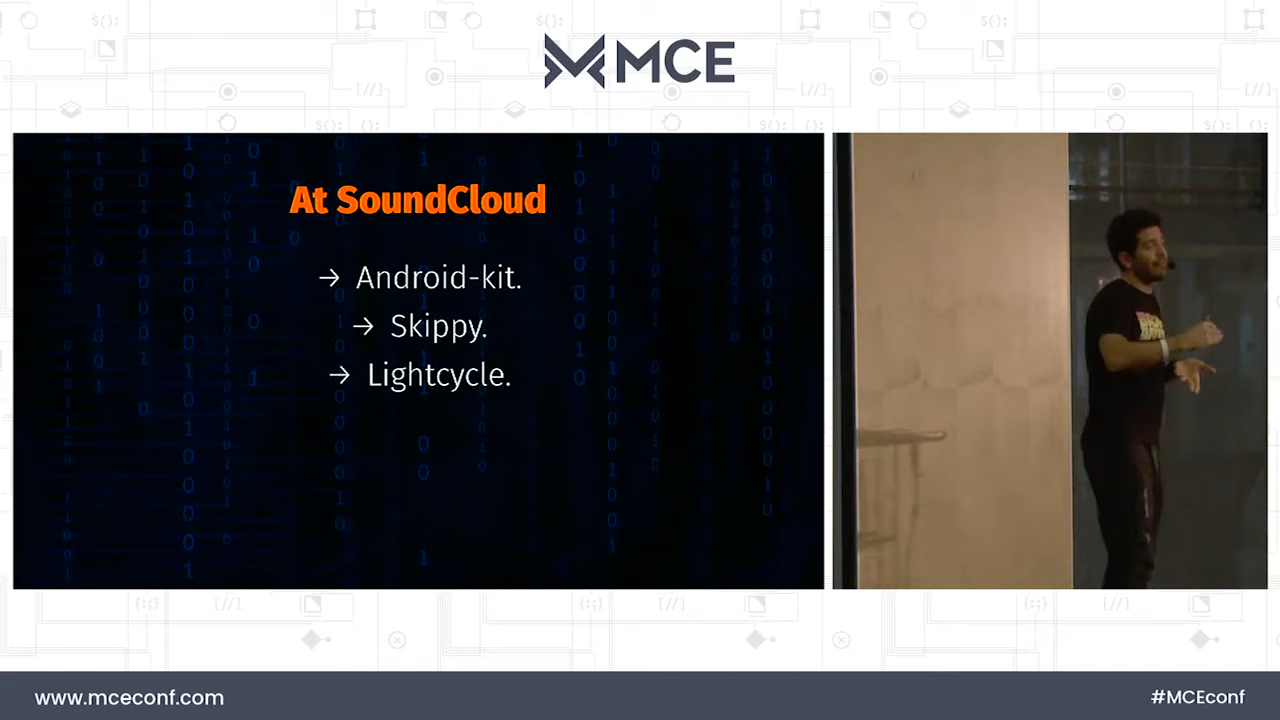 MCE
At SoundCloud
→ Android-kit.
→ Skippy.
→ Lightcycle.
www.mceconf.com
#MCEconf